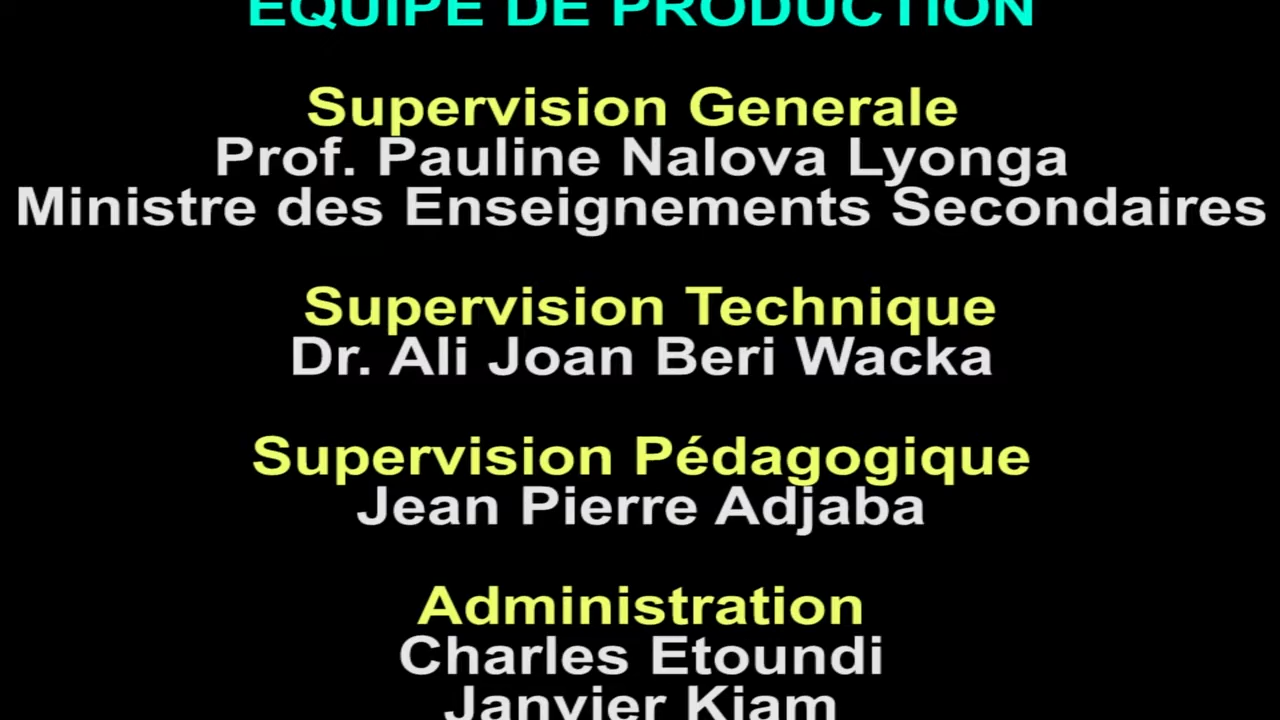 EQUIPE DE PRODUCTION
Supervision Generale
Prof. Pauline Nalova Lyonga
Ministre des Enseignements Secondaires
Supervision Technique
Dr. Ali Joan Beri Wacka
Supervision Pédagogique
Jean Pierre Adjaba
Administration
Charles Etoundi
Janvier Kiam